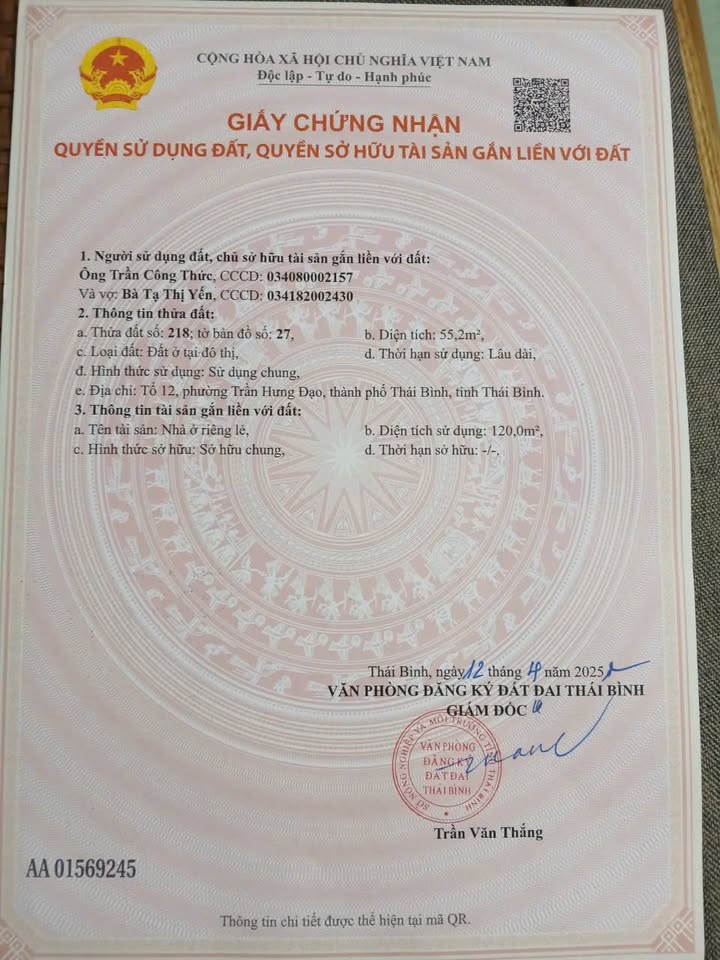 CỘNG HÒA XÃ HỘI CHỦ NGHĨA VIỆT NAM
Độc lập - Tự do - Hạnh phúc
GIẤY CHỨNG NHẬN
QUYỀN SỬ DỤNG ĐẤT, QUYỀN SỞ HỮU TÀI SẢN GẮN LIỀN VỚI ĐẤT
1. Người sử dụng đất, chủ sở hữu tài sản gắn liền với đất:
Ông Trần Công Thức, CCCD: 034080002157
Và vợ: Bà Tạ Thị Yến, CCCD: 034182002430
2. Thông tin thửa đất:
a. Thửa đất số: 218; tờ bản đồ số: 27, b. Diện tích: 55,2m²,
c. Loại đất: Đất ở tại đô thị, d. Thời hạn sử dụng: Lâu dài,
đ. Hình thức sử dụng: Sử dụng chung,
e. Địa chỉ: Tổ 12, phường Trần Hưng Đạo, thành phố Thái Bình, tỉnh Thái Bình.
3. Thông tin tài sản gắn liền với đất:
a. Tên tài sản: Nhà ở riêng lẻ, b. Diện tích sử dụng: 120,0m²,
c. Hình thức sở hữu: Sở hữu chung, d. Thời hạn sở hữu: -/-.
Thái Bình, ngày 12 tháng 4 năm 2025
VĂN PHÒNG ĐĂNG KÝ ĐẤT ĐAI THÁI BÌNH
GIÁM ĐỐC
SỞ NÔNG NGHIỆP VÀ MÔI TRƯỜNG TỈNH THÁI BÌNH
VĂN PHÒNG
ĐĂNG KÝ
ĐẤT ĐAI
THÁI BÌNH
Trần Văn Thắng
AA 01569245
Thông tin chi tiết được thể hiện tại mã QR.